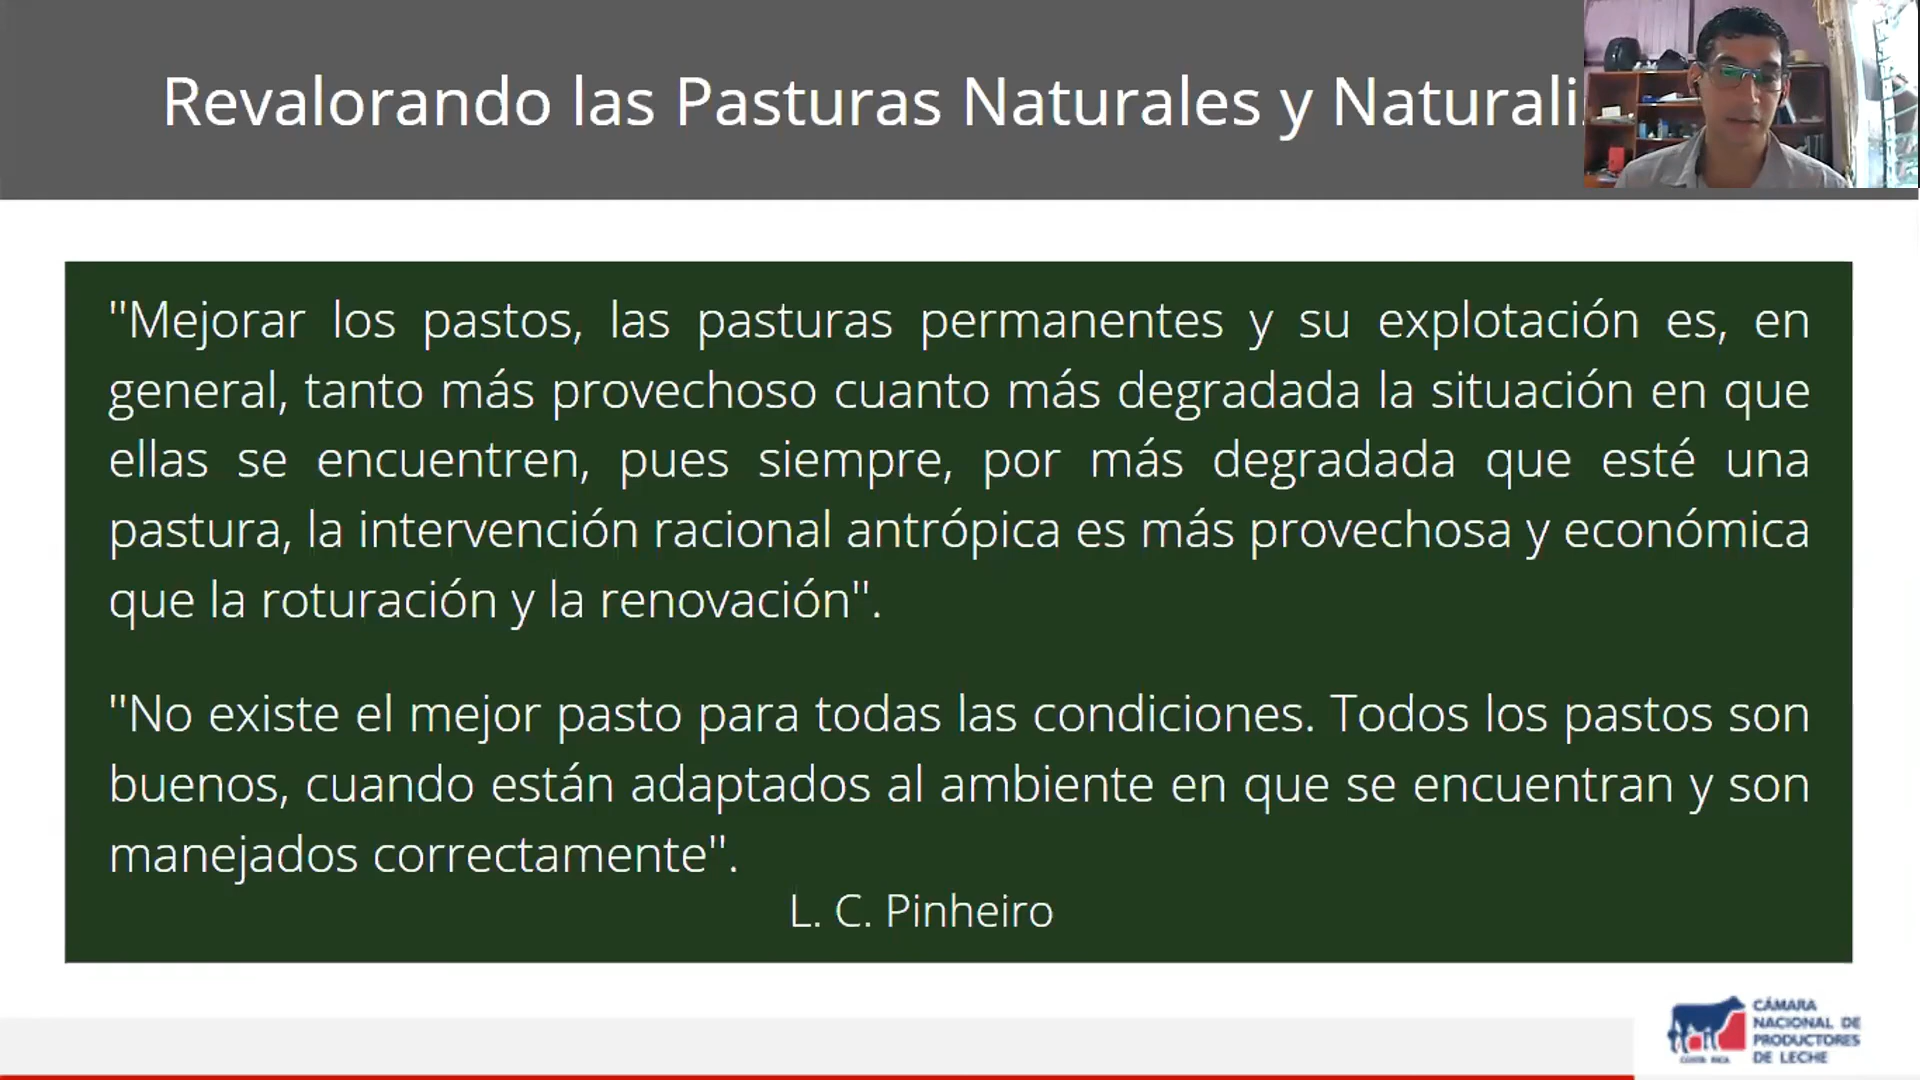 Revalorando las Pasturas Naturales y
"Mejorar los pastos, las pasturas permanentes y su explotación es, en
general, tanto más provechoso cuanto más degradada la situación en que
ellas se encuentren, pues siempre, por más degradada que esté una
pastura, la intervención racional antrópica es más provechosa y económica
que la roturación y la renovación".
"No existe el mejor pasto para todas las condiciones. Todos los pastos son
buenos, cuando están adaptados al ambiente en que se encuentran y son
manejados correctamente".
L. C. Pinheiro
CÁMARA
NACIONAL DE
PRODUCTORES
DE LECHE
COSTA RICA